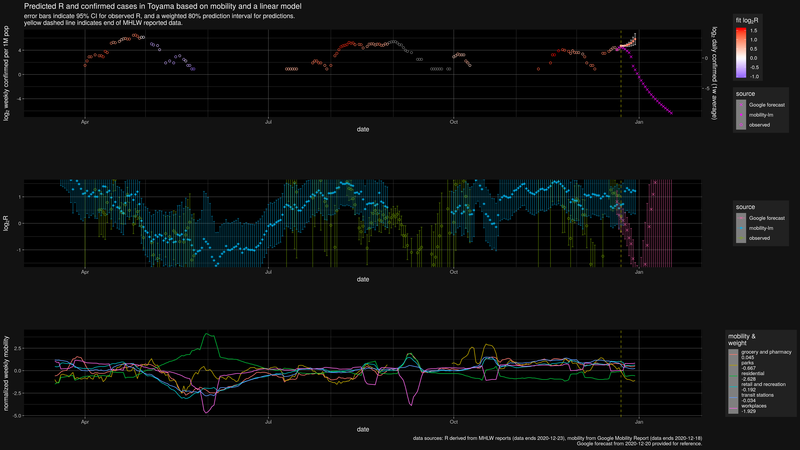 Predicted R and confirmed cases in Toyama based on mobility and a linear model
error bars indicate 95% CI for observed R, and a weighted 80% prediction interval for predictions.
yellow dashed line indicates end of MHLW reported data.
log₂ weekly confirmed per 1M pop
4
0
-4
0
-5
log₂ daily confirmed (1w average)
Apr
Jul
Oct
Jan
date
fit log₂R
1.5
1.0
0.5
0.0
-0.5
-1.0
source
Google forecast
mobility-lm
observed
log₂R
1
0
-1
Apr
Jul
Oct
Jan
date
source
Google forecast
mobility-lm
observed
normalized weekly mobility
2.5
0.0
-2.5
-5.0
Apr
Jul
Oct
Jan
date
mobility &
weight
grocery and pharmacy
0.045
parks
-0.667
residential
-2.628
retail and recreation
-0.192
transit stations
-0.034
workplaces
-1.929
data sources: R derived from MHLW reports (data ends 2020-12-23), mobility from Google Mobility Report (data ends 2020-12-18)
Google forecast from 2020-12-20 provided for reference.